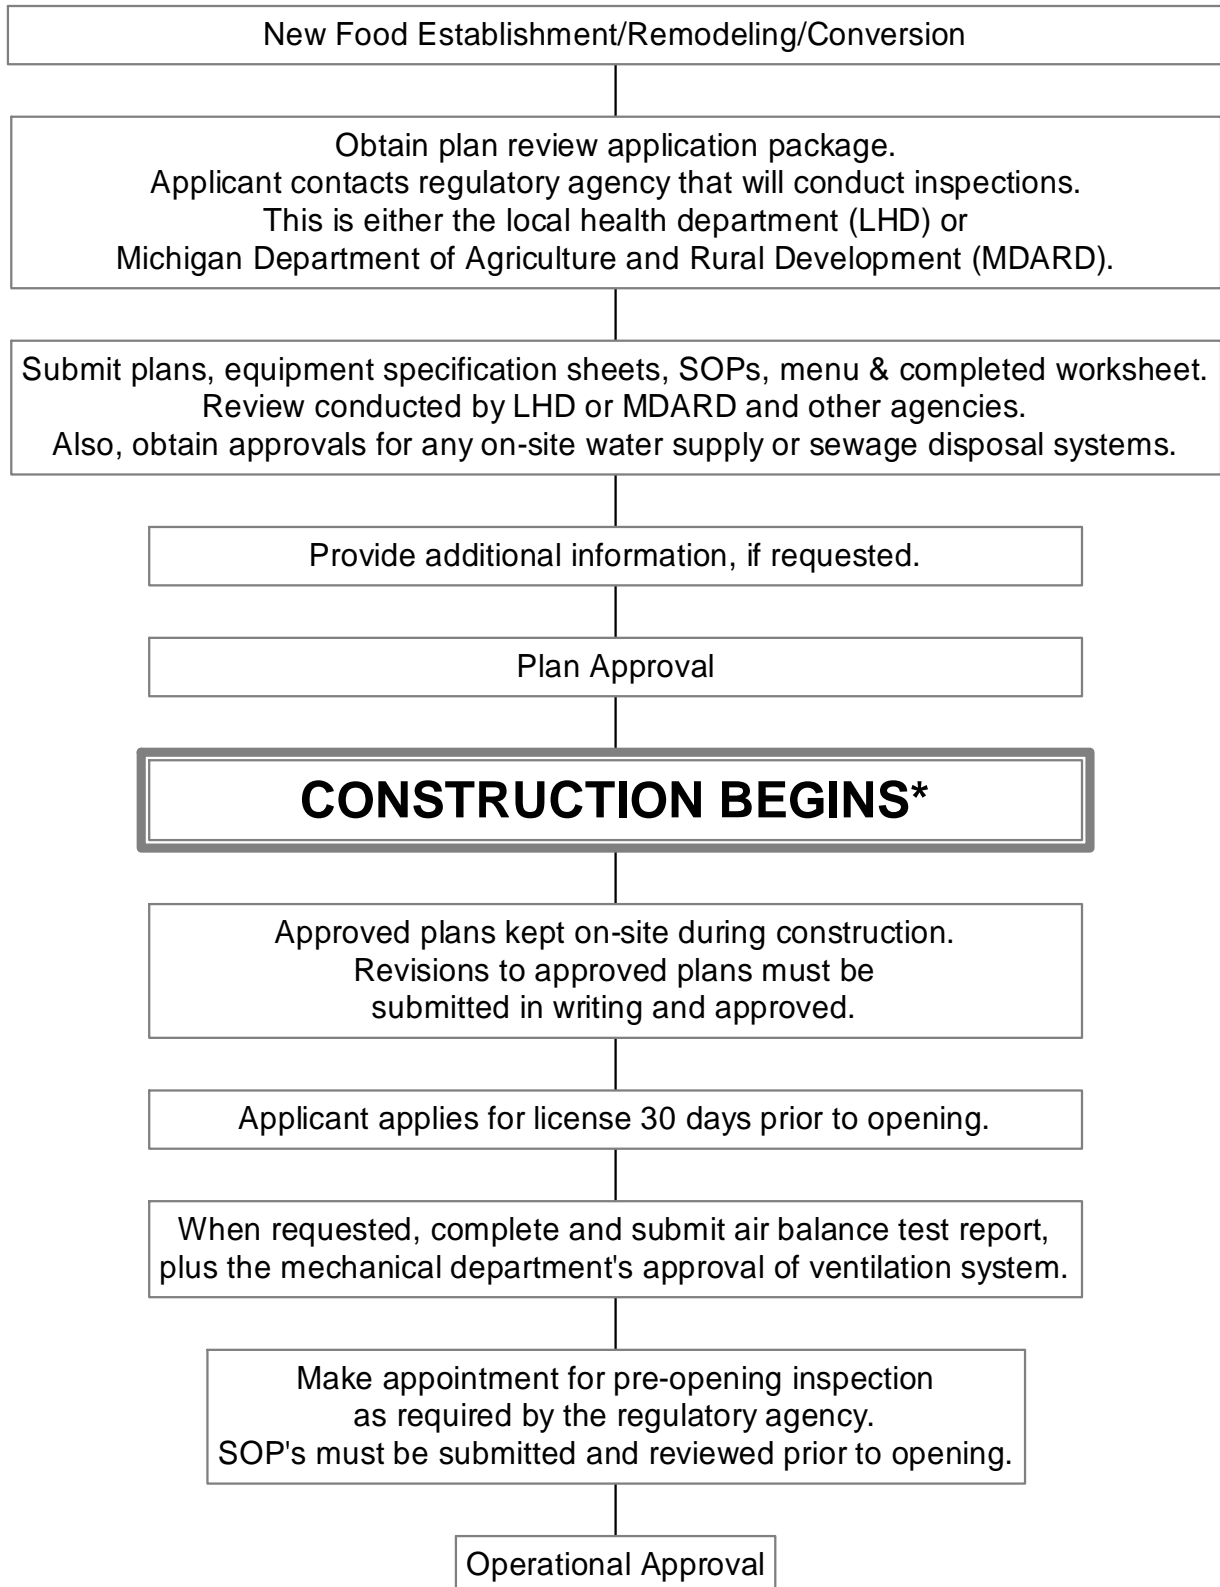 New Food Establishment/Remodeling/Conversion
Obtain plan review application package.
Applicant contacts regulatory agency that will conduct inspections.
This is either the local health department (LHD) or
Michigan Department of Agriculture and Rural Development (MDARD).
Submit plans, equipment specification sheets, SOPs, menu & completed worksheet.
Review conducted by LHD or MDARD and other agencies.
Also, obtain approvals for any on-site water supply or sewage disposal systems.
Provide additional information, if requested.
Plan Approval
CONSTRUCTION BEGINS*
Approved plans kept on-site during construction.
Revisions to approved plans must be
submitted in writing and approved.
Applicant applies for license 30 days prior to opening.
When requested, complete and submit air balance test report,
plus the mechanical department's approval of ventilation system.
Make appointment for pre-opening inspection
as required by the regulatory agency.
SOP's must be submitted and reviewed prior to opening.
Operational Approval